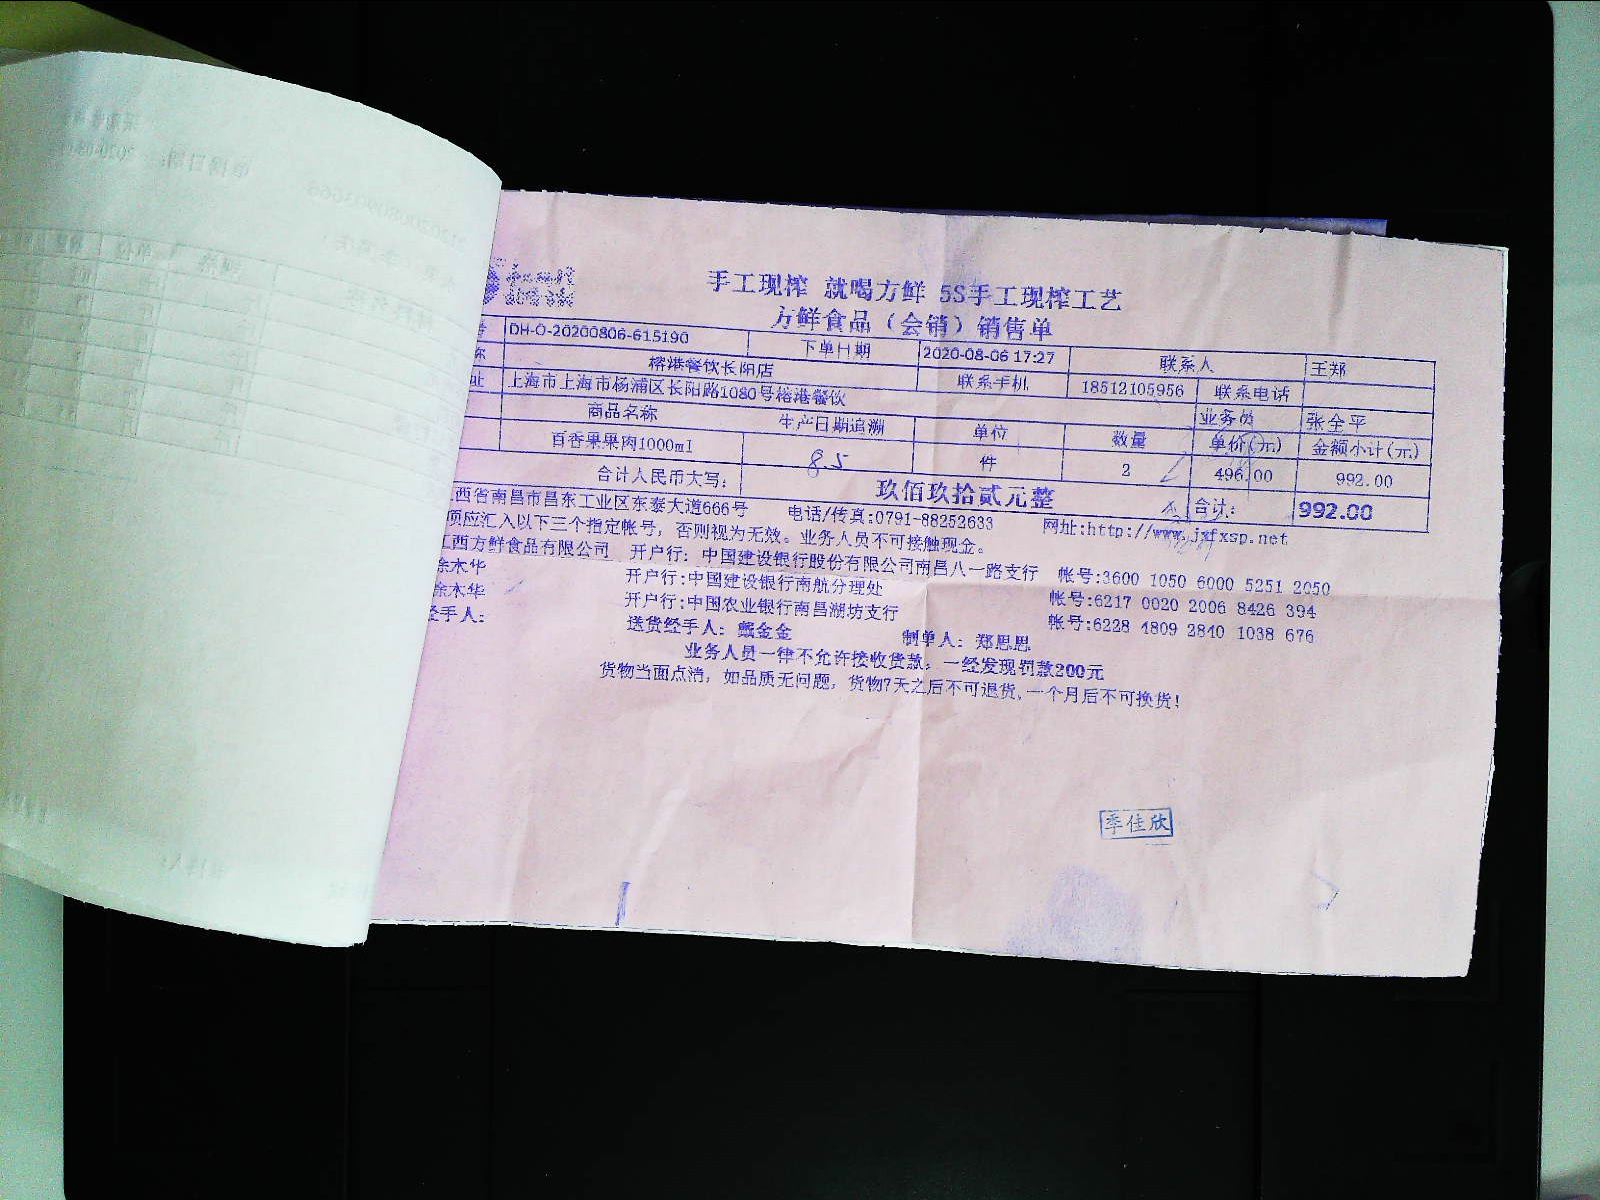 手工现榨 就喝方鲜 5S手工现榨工艺
方鲜食品（会销）销售单
DH-O-20200806-615190 下单日期 2020-08-06 17:27 联系人 王郑
称 榕港餐饮长阳店 联系手机 18512105956 联系电话
址 上海市上海市杨浦区长阳路1080号榕港餐饮 业务员 张全平
商品名称 生产日期追溯 单位 数量 单价(元) 金额小计(元)
百香果果肉1000ml 8.5 件 2 496.00 992.00
合计人民币大写: 玖佰玖拾贰元整 合计: 992.00
西省南昌市昌东工业区东泰大道666号 电话/传真:0791-88252633 网址:http://www.jxfxsp.net
项应汇入以下三个指定帐号，否则视为无效。业务人员不可接触现金。
江西方鲜食品有限公司 开户行: 中国建设银行股份有限公司南昌八一路支行 帐号:3600 1050 6000 5251 2050
徐木华 开户行:中国建设银行南航分理处 帐号:6217 0020 2006 8426 394
徐木华 开户行:中国农业银行南昌湖坊支行 帐号:6228 4809 2840 1038 676
经手人: 送货经手人: 戴金金 制单人: 郑思思
业务人员一律不允许接收货款，一经发现罚款200元
货物当面点清，如品质无问题，货物7天之后不可退货,一个月后不可换货!
季佳欣